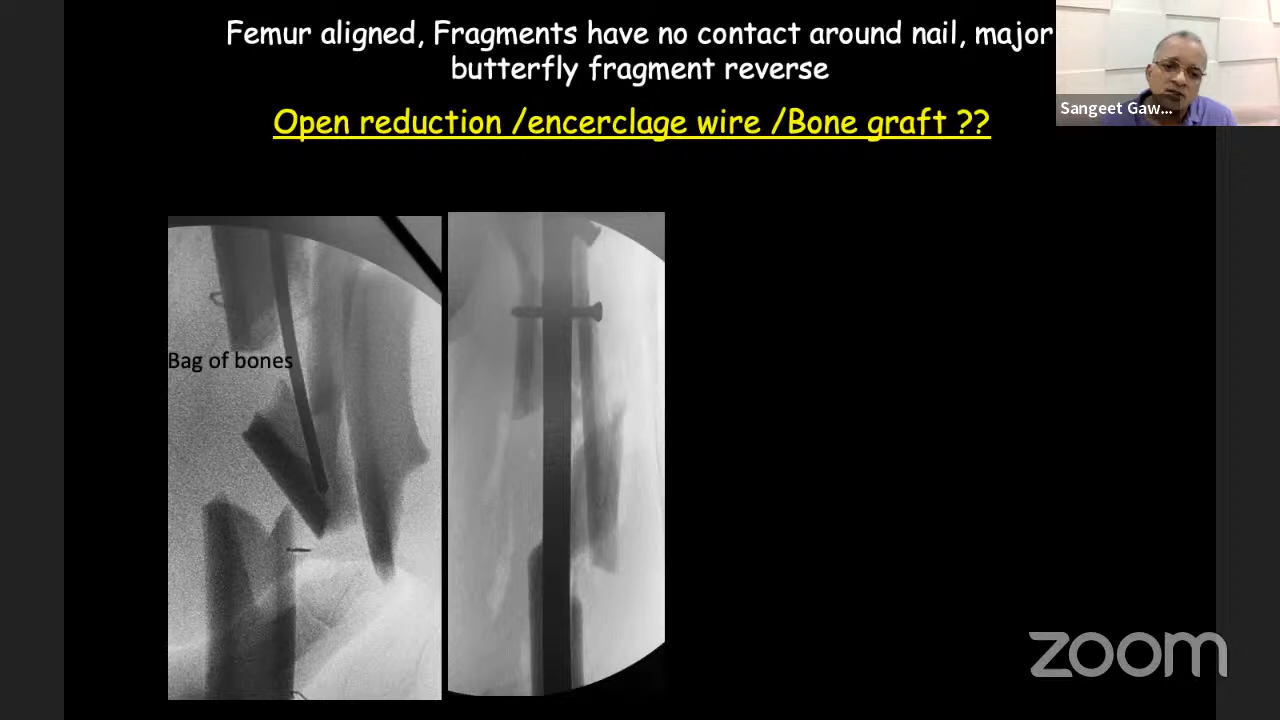 Femur aligned, Fragments have no contact around nail, major
butterfly fragment reverse
Open reduction /encerclage wire /Bone graft ??
Sangeet Gaw...
Bag of bones
zoom